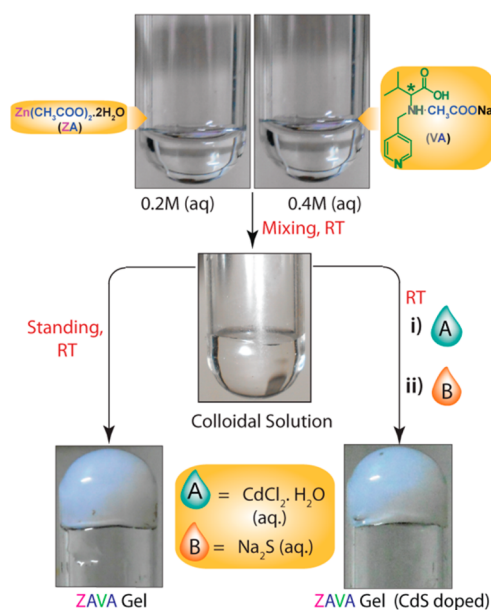 Zn(CH₃COO)₂.2H₂O
(ZA)
O
OH
*
NH·CH₃COONa
(VA)
N
0.2M (aq)
0.4M (aq)
Mixing, RT
Standing,
RT
RT
i) A
ii) B
Colloidal Solution
A = CdCl₂. H₂O
(aq.)
B = Na₂S (aq.)
ZAVA Gel
ZAVA Gel (CdS doped)